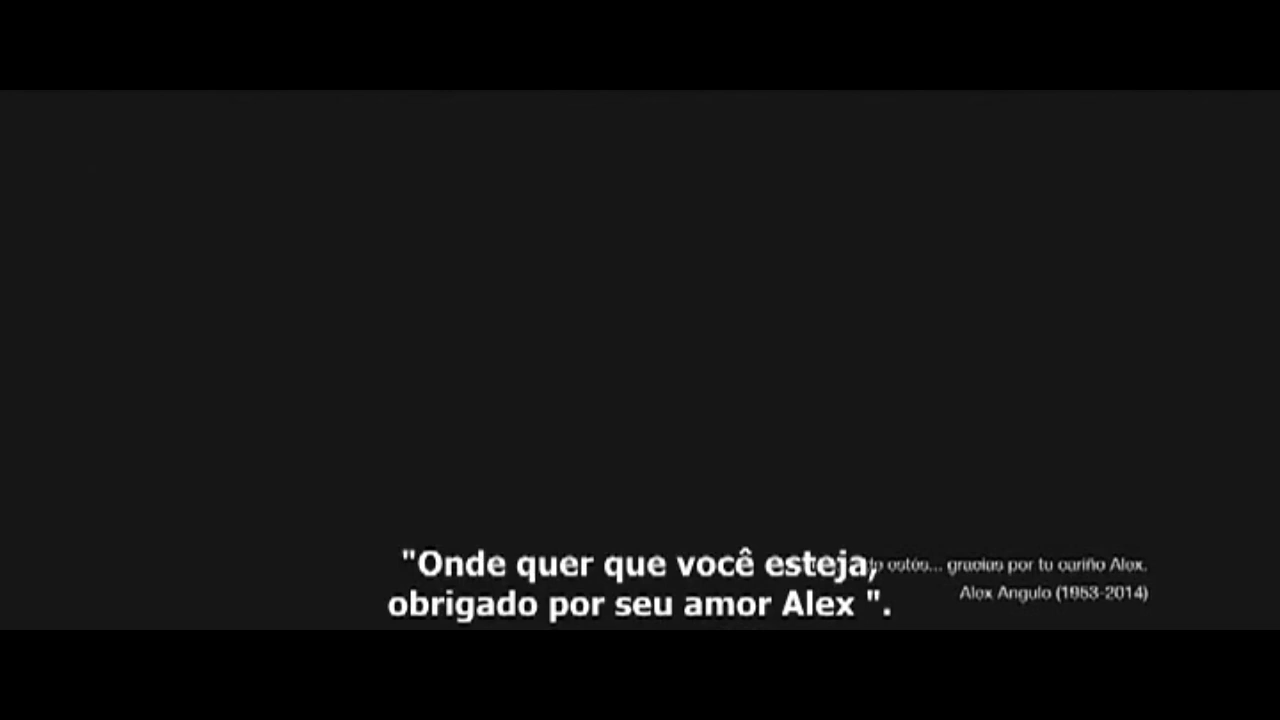 "Onde quer que você esteja,
obrigado por seu amor Alex ".
estés... gracias por tu cariño Alex.
Alex Angulo (1953-2014)